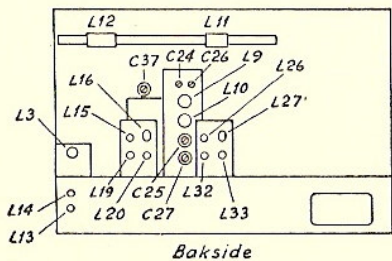 L12 L11
C37 C24 C26 L9 L26
L16 L10 L27
L15
L3
L14 L19 L20 C25 C27 L32 L33
L13
Bakside